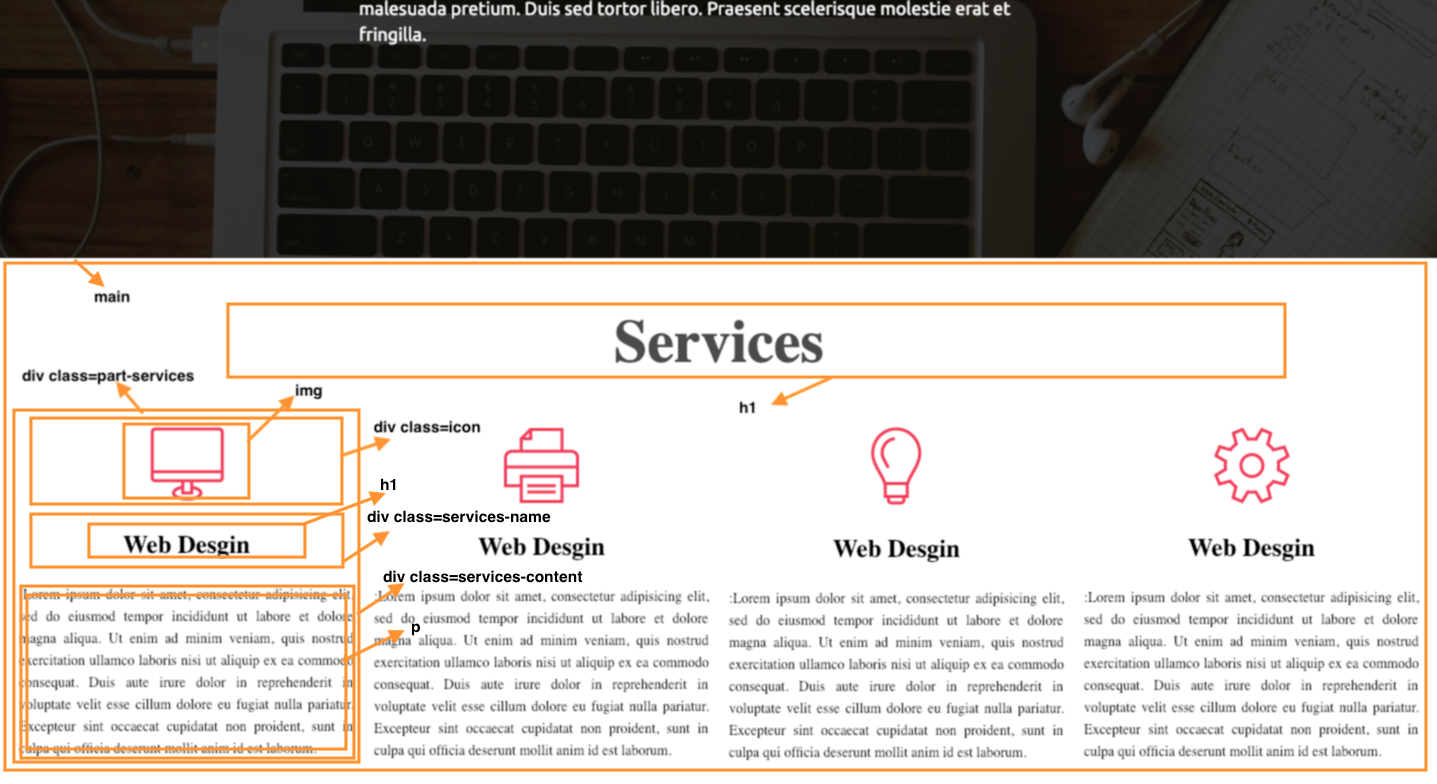 malesuada pretium. Duis sed tortor libero. Praesent scelerisque molestie erat et
fringilla.
main
Services
h1
div class=part-services
img
div class=icon
h1
div class=services-name
Web Desgin
Web Desgin
Web Desgin
Web Desgin
div class=services-content
p
:Lorem ipsum dolor sit amet, consectetur adipisicing elit,
sed do eiusmod tempor incididunt ut labore et dolore
magna aliqua. Ut enim ad minim veniam, quis nostrud
exercitation ullamco laboris nisi ut aliquip ex ea commodo
consequat. Duis aute irure dolor in reprehenderit in
voluptate velit esse cillum dolore eu fugiat nulla pariatur.
Excepteur sint occaecat cupidatat non proident, sunt in
culpa qui officia deserunt mollit anim id est laborum.
:Lorem ipsum dolor sit amet, consectetur adipisicing elit,
sed do eiusmod tempor incididunt ut labore et dolore
magna aliqua. Ut enim ad minim veniam, quis nostrud
exercitation ullamco laboris nisi ut aliquip ex ea commodo
consequat. Duis aute irure dolor in reprehenderit in
voluptate velit esse cillum dolore eu fugiat nulla pariatur.
Excepteur sint occaecat cupidatat non proident, sunt in
culpa qui officia deserunt mollit anim id est laborum.
:Lorem ipsum dolor sit amet, consectetur adipisicing elit,
sed do eiusmod tempor incididunt ut labore et dolore
magna aliqua. Ut enim ad minim veniam, quis nostrud
exercitation ullamco laboris nisi ut aliquip ex ea commodo
consequat. Duis aute irure dolor in reprehenderit in
voluptate velit esse cillum dolore eu fugiat nulla pariatur.
Excepteur sint occaecat cupidatat non proident, sunt in
culpa qui officia deserunt mollit anim id est laborum.
:Lorem ipsum dolor sit amet, consectetur adipisicing elit,
sed do eiusmod tempor incididunt ut labore et dolore
magna aliqua. Ut enim ad minim veniam, quis nostrud
exercitation ullamco laboris nisi ut aliquip ex ea commodo
consequat. Duis aute irure dolor in reprehenderit in
voluptate velit esse cillum dolore eu fugiat nulla pariatur.
Excepteur sint occaecat cupidatat non proident, sunt in
culpa qui officia deserunt mollit anim id est laborum.